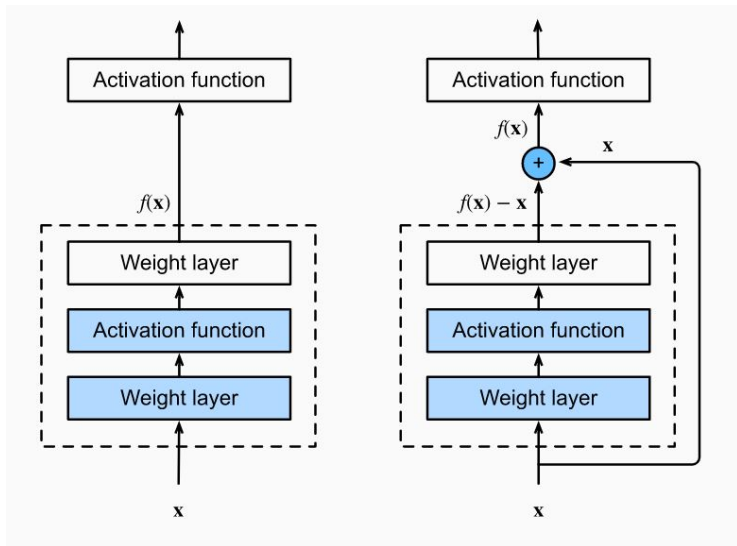 Activation function
f(x)
Weight layer
Activation function
Weight layer
x
Activation function
f(x)
x
+
f(x) − x
Weight layer
Activation function
Weight layer
x